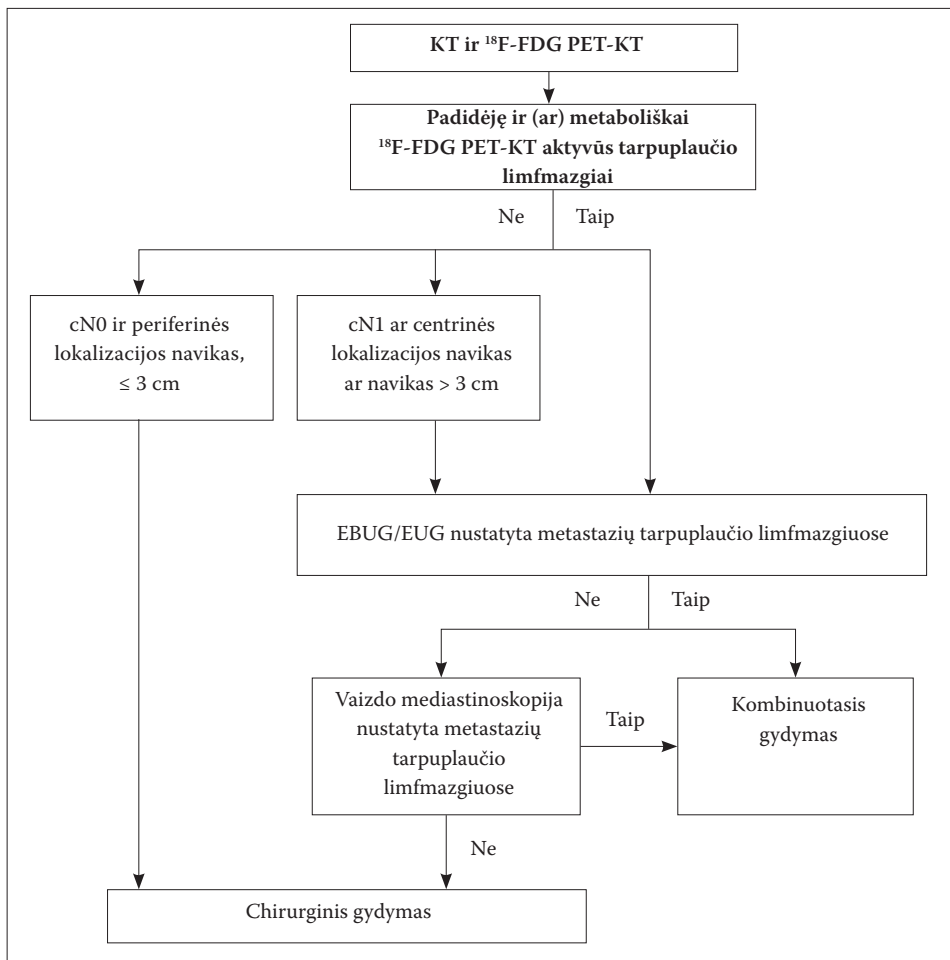 KT ir ¹⁸F-FDG PET-KT
Padidėję ir (ar) metaboliškai
¹⁸F-FDG PET-KT aktyvūs tarpuplaučio
limfmazgiai
Ne
Taip
cN0 ir periferinės
lokalizacijos navikas,
≤ 3 cm
cN1 ar centrinės
lokalizacijos navikas
ar navikas > 3 cm
EBUG/EUG nustatyta metastazių tarpuplaučio limfmazgiuose
Ne
Taip
Vaizdo mediastinoskopija
nustatyta metastazių
tarpuplaučio
limfmazgiuose
Taip
Kombinuotasis
gydymas
Ne
Chirurginis gydymas